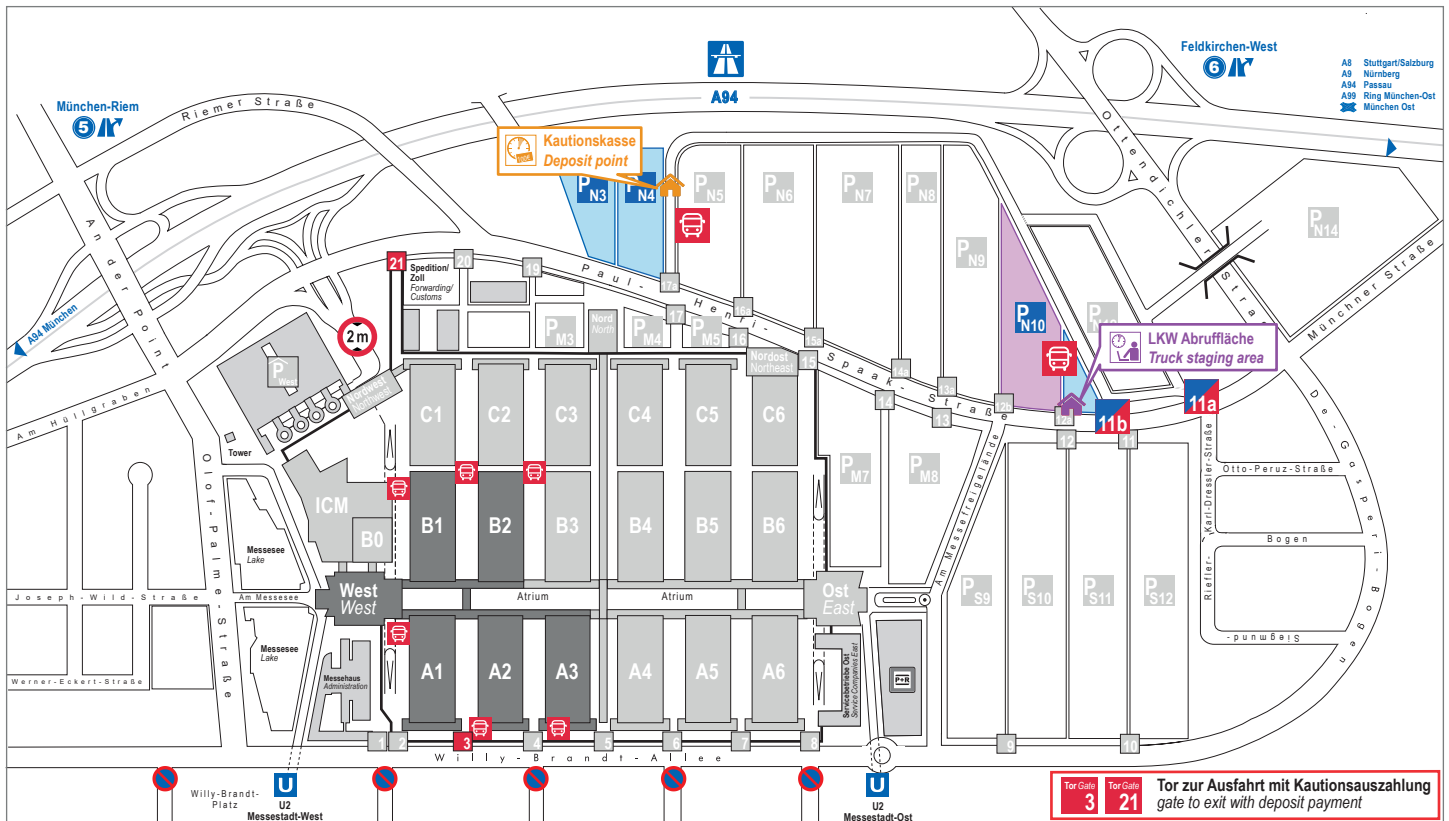 Feldkirchen-West
6
A8 Stuttgart/Salzburg
A9 Nürnberg
A94 Passau
A99 Ring München-Ost
München Ost
A94
München-Riem
5
Riemer Straße
Ottendichler Straße
Kautionskasse
Deposit point
P N3
P N4
P N5
P N6
P N7
P N8
P N9
P N10
P N14
An der Point
A94 München
Am Hüllgraben
Paul-Henri-Spaak-Straße
Münchner Straße
De-Gasperi-Bogen
21
20
19
17a
17
16a
16
15a
15
14a
14
13a
13
12b
12a
12
11b
11a
11
Spedition/
Zoll
Forwarding/
Customs
2 m
P West
Nordwest
Northwest
Nord
North
Nordost
Northeast
P M3
P M4
P M5
P M7
P M8
LKW Abruffläche
Truck staging area
Tower
ICM
B0
C1
C2
C3
C4
C5
C6
B1
B2
B3
B4
B5
B6
Atrium
Atrium
West
West
Ost
East
A1
A2
A3
A4
A5
A6
Messesee
Lake
Messesee
Lake
Am Messesee
Olof-Palme-Straße
Joseph-Wild-Straße
Werner-Eckert-Straße
Messehaus
Administration
Servicebetriebe Ost
Service Companies East
P+R
Am Messefreigelände
P S9
P S10
P S11
P S12
Karl-Dressler-Straße
Otto-Peruz-Straße
Riefler-
Bogen
Siegmund-
1
2
3
4
5
6
7
8
9
10
Willy-Brandt-Allee
Willy-Brandt-
Platz
U
U2
Messestadt-West
U
U2
Messestadt-Ost
Tor Gate
3
Tor Gate
21
Tor zur Ausfahrt mit Kautionsauszahlung
gate to exit with deposit payment